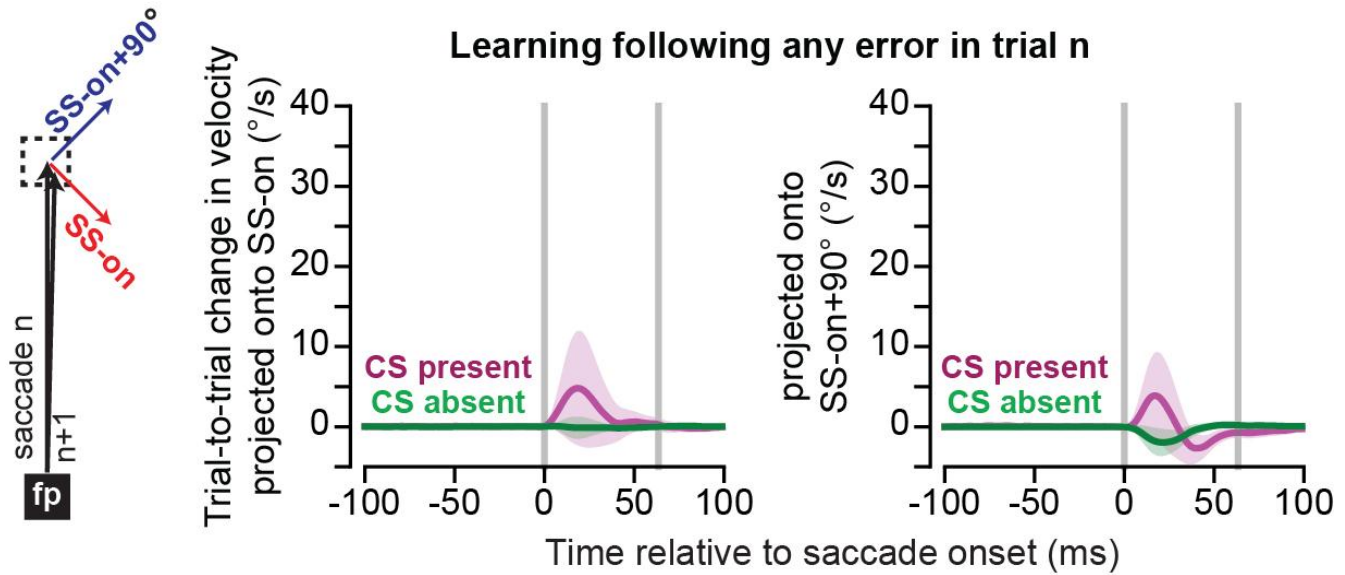 SS-on+90°
SS-on
saccade n
n+1
fp
Learning following any error in trial n
Trial-to-trial change in velocity
projected onto SS-on (°/s)
40
30
20
10
0
CS present
CS absent
-100
-50
0
50
100
projected onto
SS-on+90° (°/s)
40
30
20
10
0
CS present
CS absent
-100
-50
0
50
100
Time relative to saccade onset (ms)